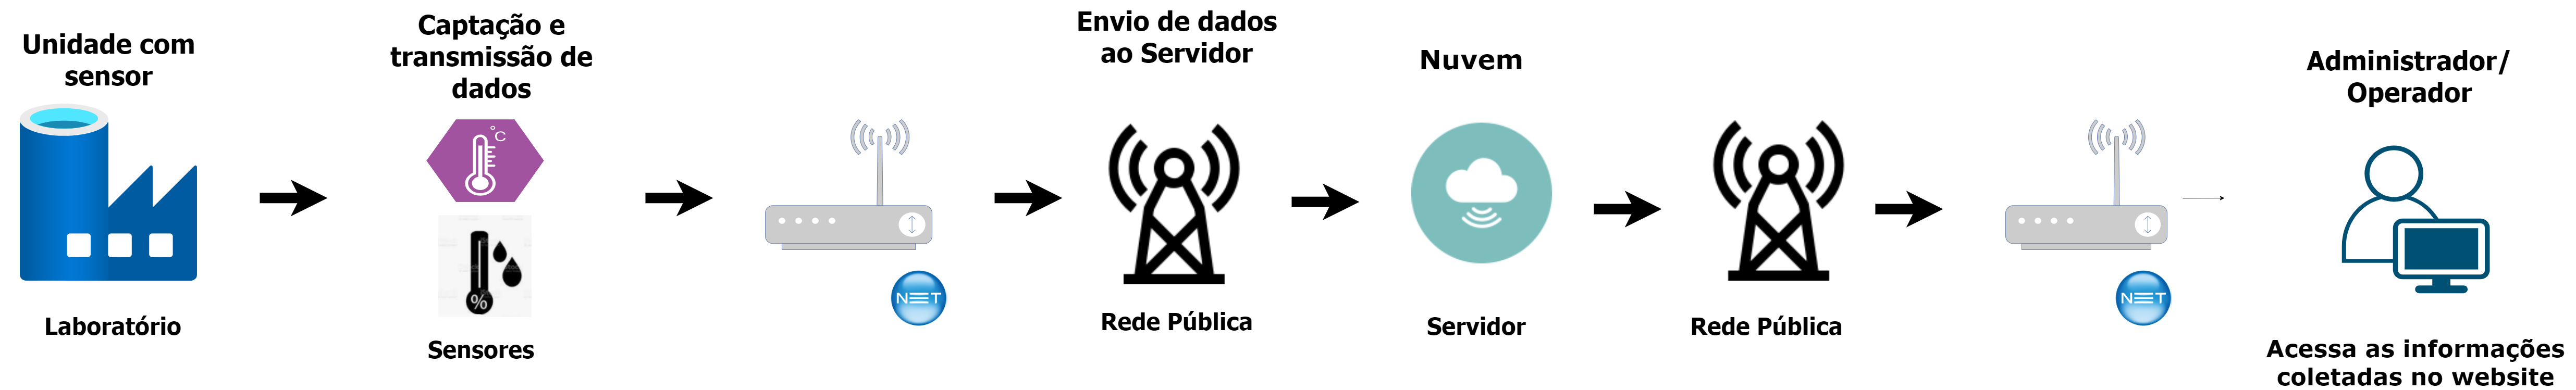 Unidade com
sensor
Laboratório
Captação e
transmissão de
dados
°C
%
Sensores
NET
Envio de dados
ao Servidor
Rede Pública
Nuvem
Servidor
Rede Pública
NET
Administrador/
Operador
Acessa as informações
coletadas no website